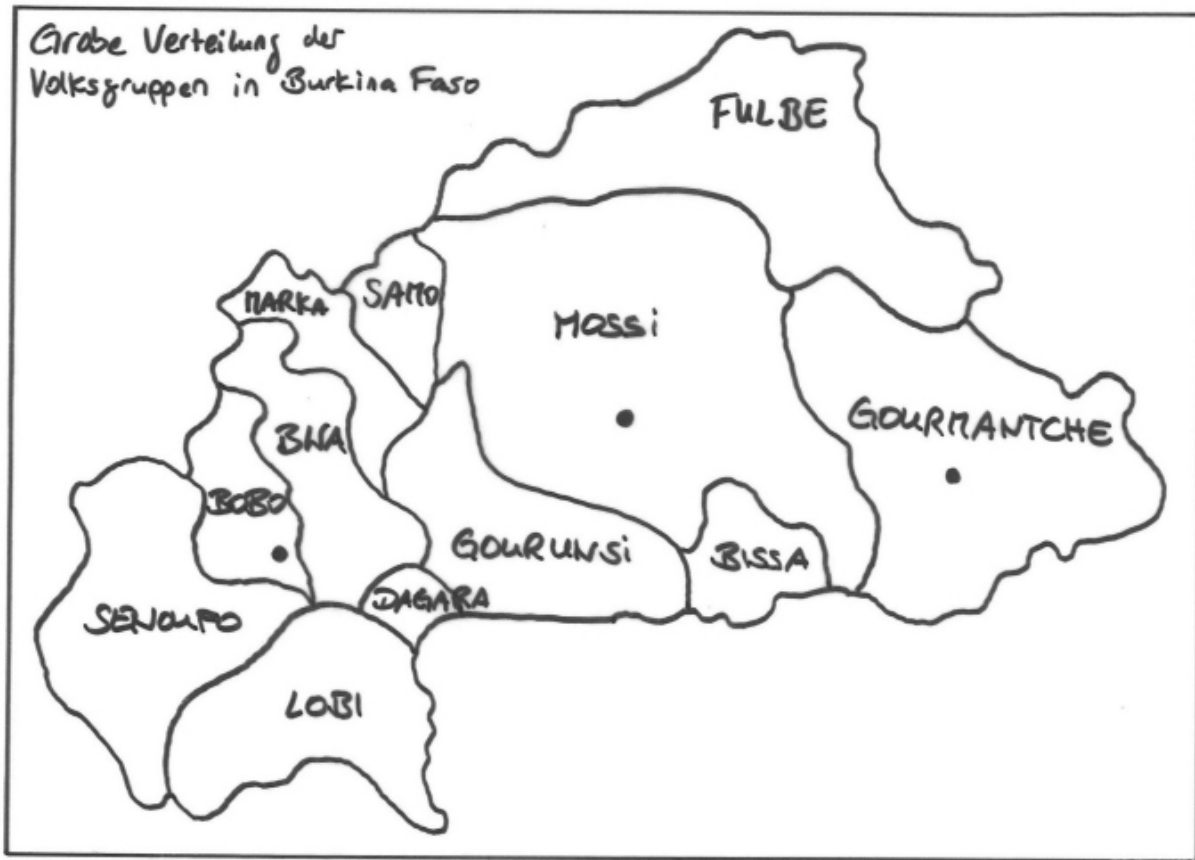 Grobe Verteilung der
Volksgruppen in Burkina Faso
FULBE
SAMO
MARKA
MOSSi
GOURMANTCHE
BWA
BOBO
GOURUNSi
BISSA
DAGARA
SENOUFO
LOBI